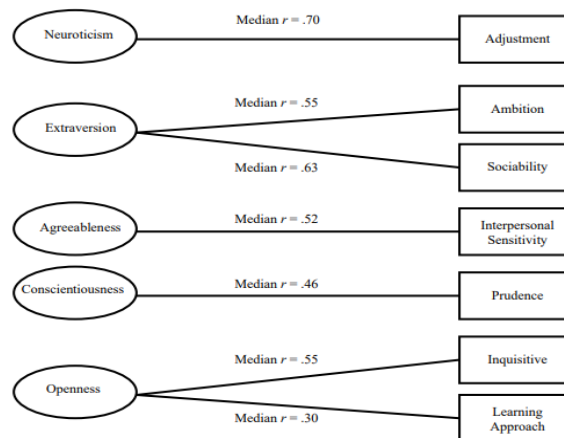 Median r = .70
Neuroticism
Adjustment
Median r = .55
Ambition
Extraversion
Median r = .63
Sociability
Agreeableness
Median r = .52
Interpersonal
Sensitivity
Conscientiousness
Median r = .46
Prudence
Median r = .55
Inquisitive
Openness
Median r = .30
Learning
Approach